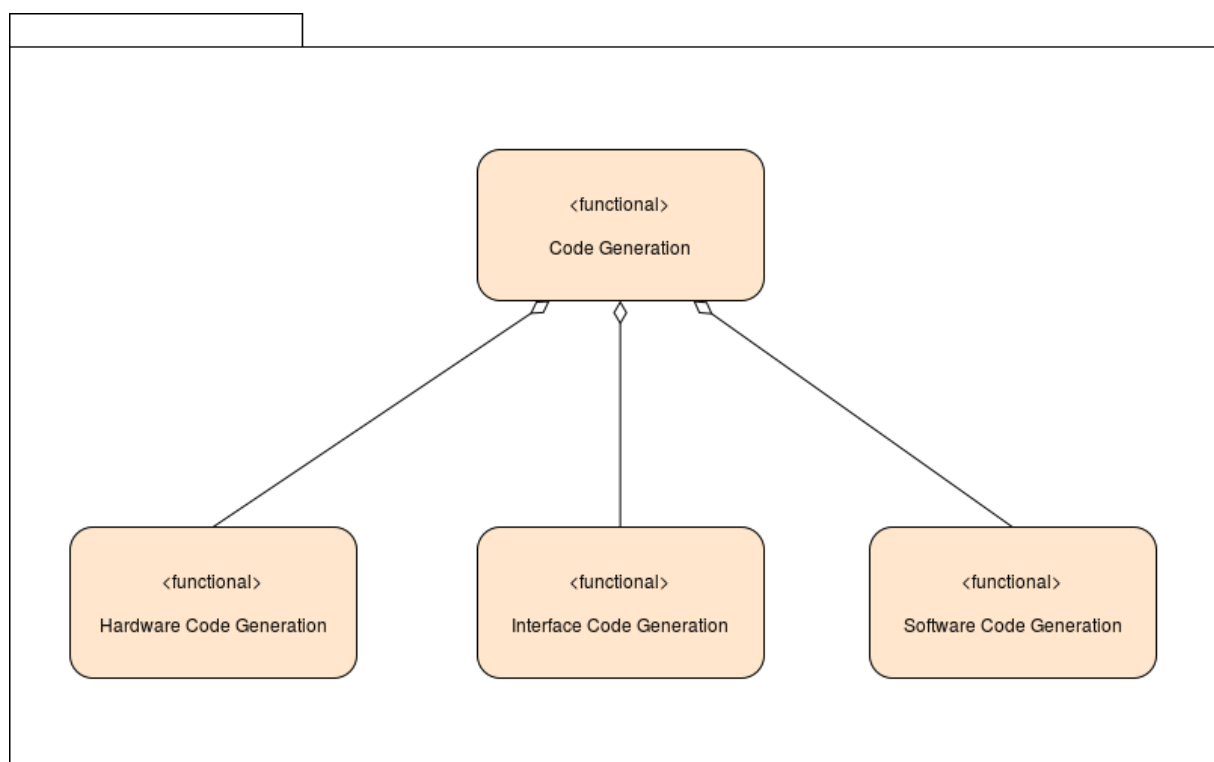 <functional>
Code Generation
<functional>
Hardware Code Generation
<functional>
Interface Code Generation
<functional>
Software Code Generation